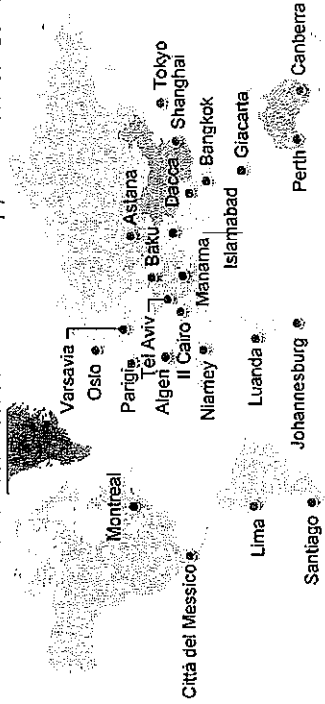 Montreal
Città del Messico
Lima
Santiago
Varsavia
Oslo
Parigi
Tel Aviv
Algeri
Il Cairo
Niamey
Luanda
Johannesburg
Astana
Baku
Dacca
Manama
Islamabad
Tokyo
Shanghai
Bangkok
Giacarta
Perth
Canberra